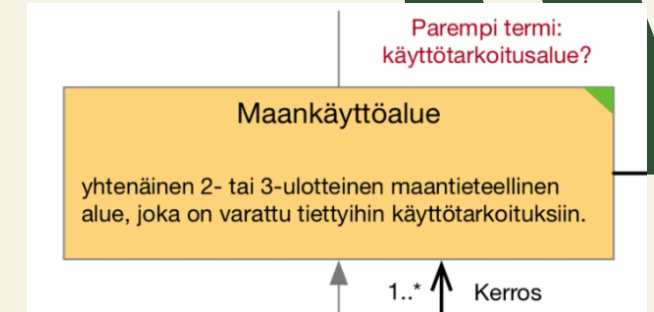 Parempi termi:
käyttötarkoitusalue?
Maankäyttöalue
yhtenäinen 2- tai 3-ulotteinen maantieteellinen
alue, joka on varattu tiettyihin käyttötarkoituksiin.
1..* Kerros